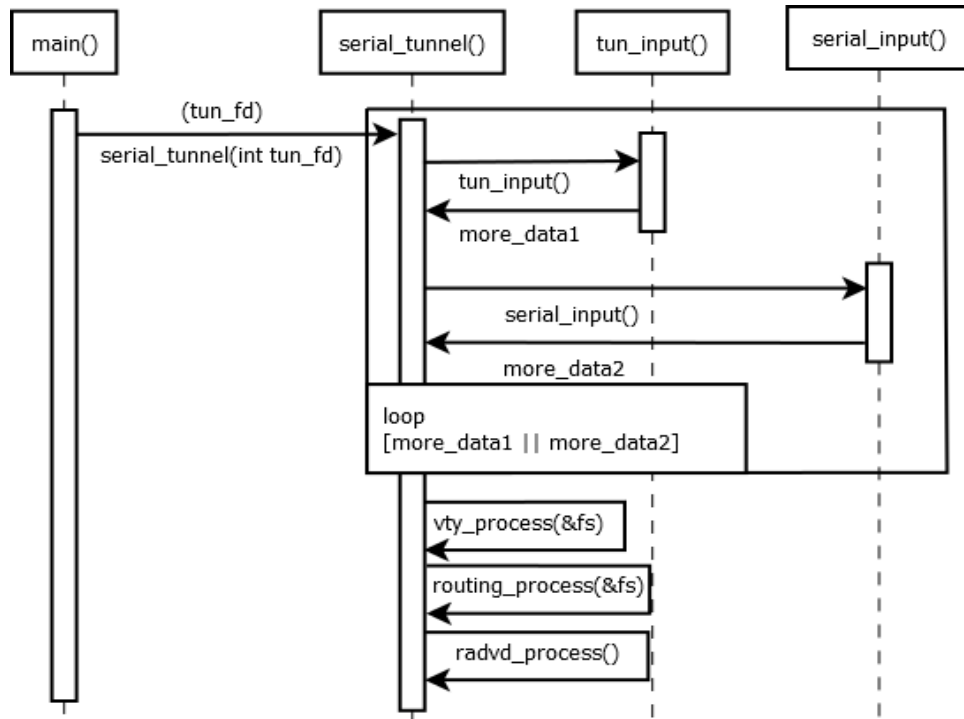 main()
serial_tunnel()
tun_input()
serial_input()
(tun_fd)
serial_tunnel(int tun_fd)
tun_input()
more_data1
serial_input()
more_data2
loop
[more_data1 || more_data2]
vty_process(&fs)
routing_process(&fs)
radvd_process()